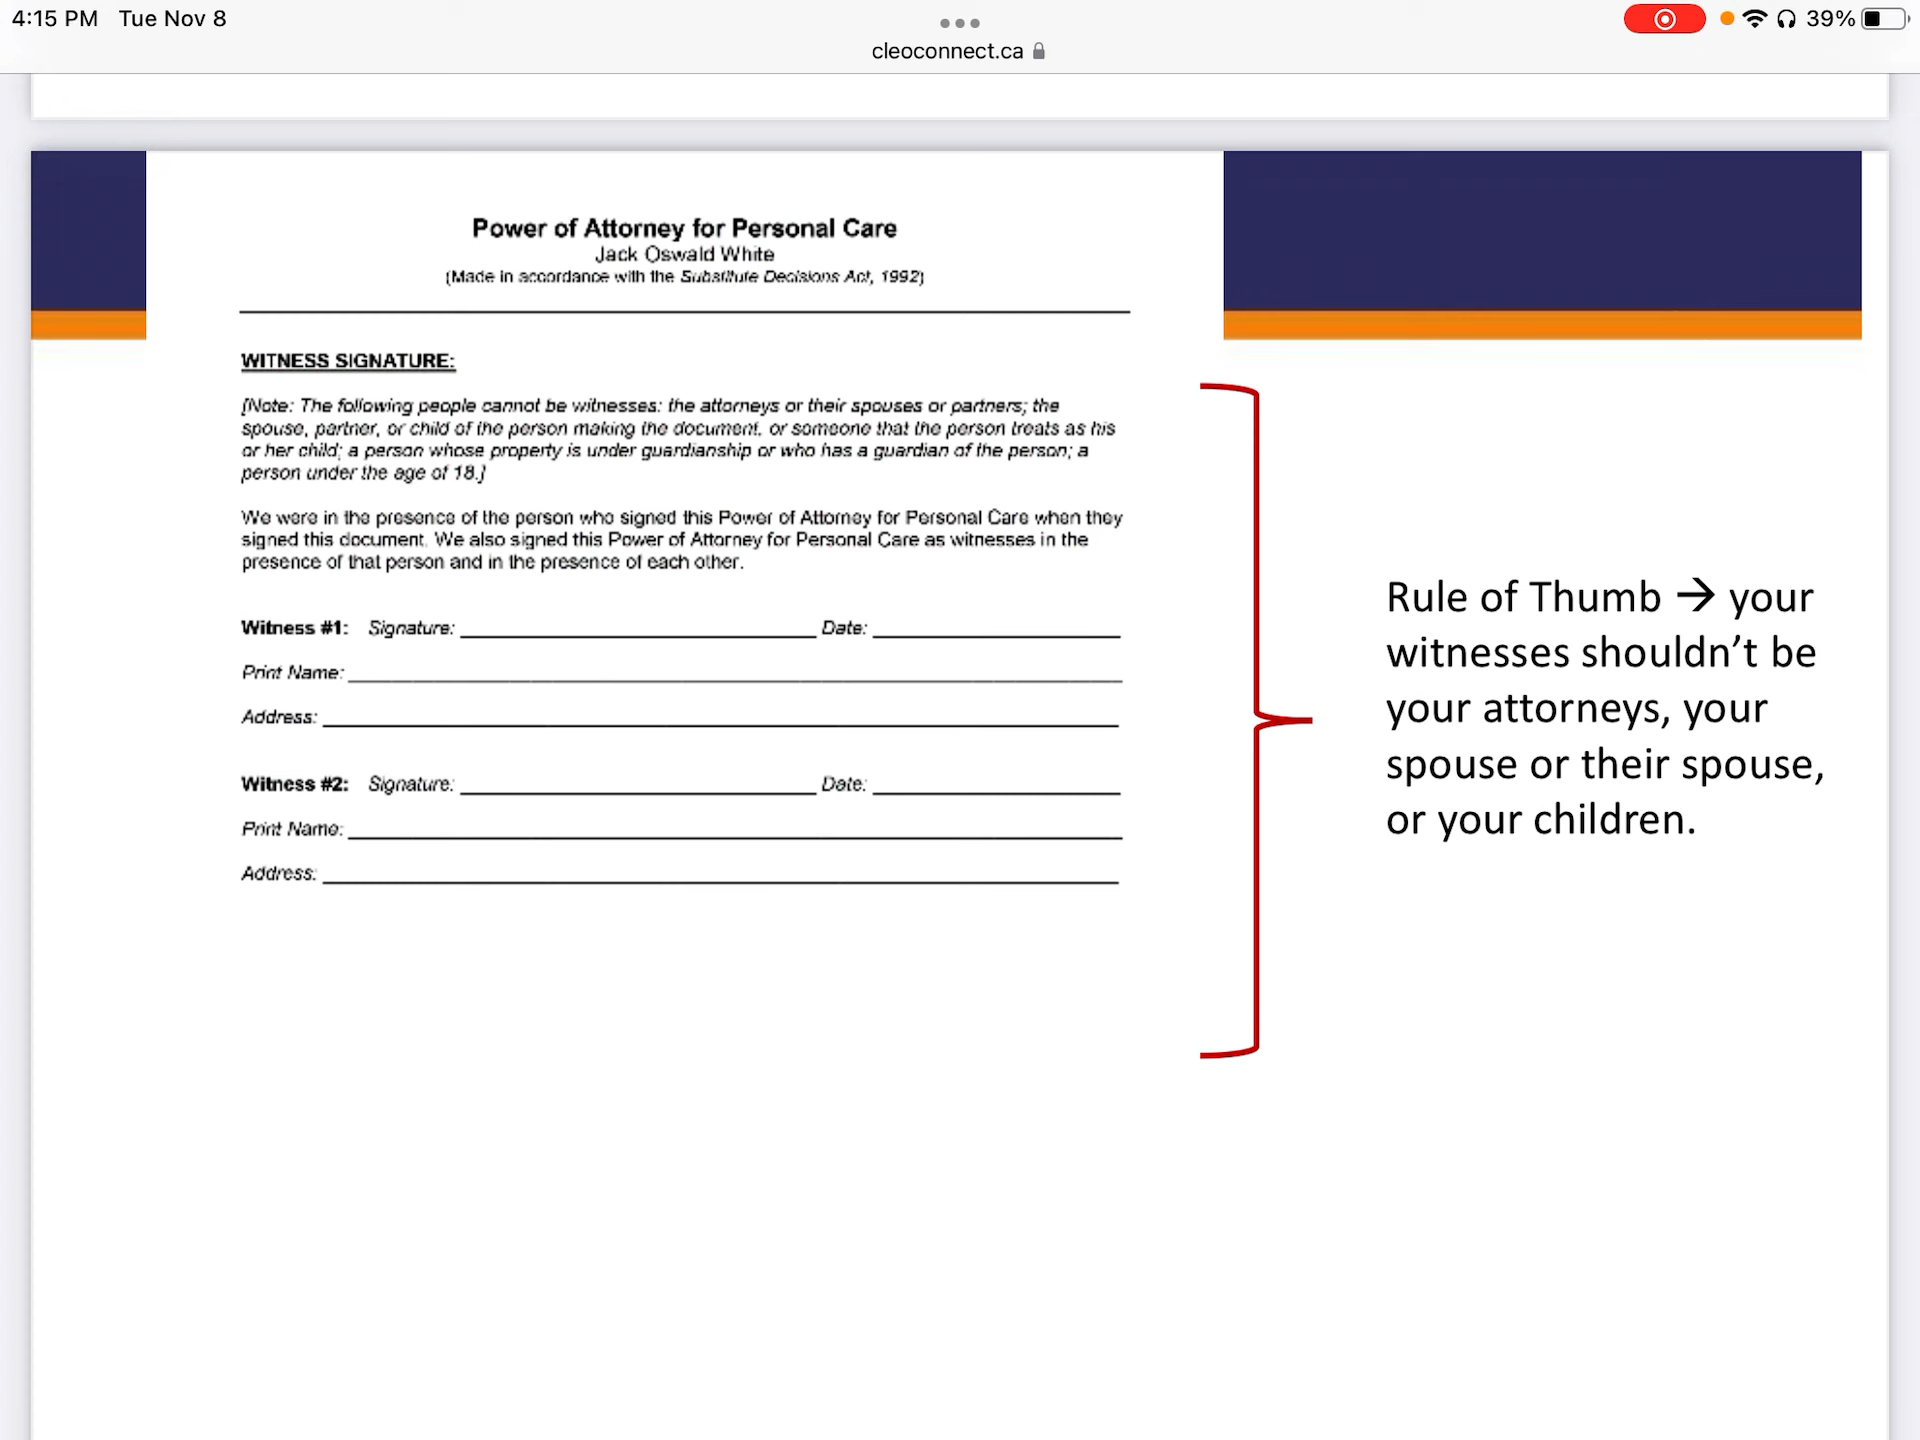 4:15 PM Tue Nov 8
39%
cleoconnect.ca
Power of Attorney for Personal Care
Jack Oswald White
(Made in accordance with the Substitute Decisions Act, 1992)
WITNESS SIGNATURE:
[Note: The following people cannot be witnesses: the attorneys or their spouses or partners; the
spouse, partner, or child of the person making the document, or someone that the person treats as his
or her child; a person whose property is under guardianship or who has a guardian of the person; a
person under the age of 18.]
We were in the presence of the person who signed this Power of Attorney for Personal Care when they
signed this document. We also signed this Power of Attorney for Personal Care as witnesses in the
presence of that person and in the presence of each other.
Witness #1: Signature: Date:
Print Name:
Address:
Witness #2: Signature: Date:
Print Name:
Address:
Rule of Thumb → your
witnesses shouldn’t be
your attorneys, your
spouse or their spouse,
or your children.